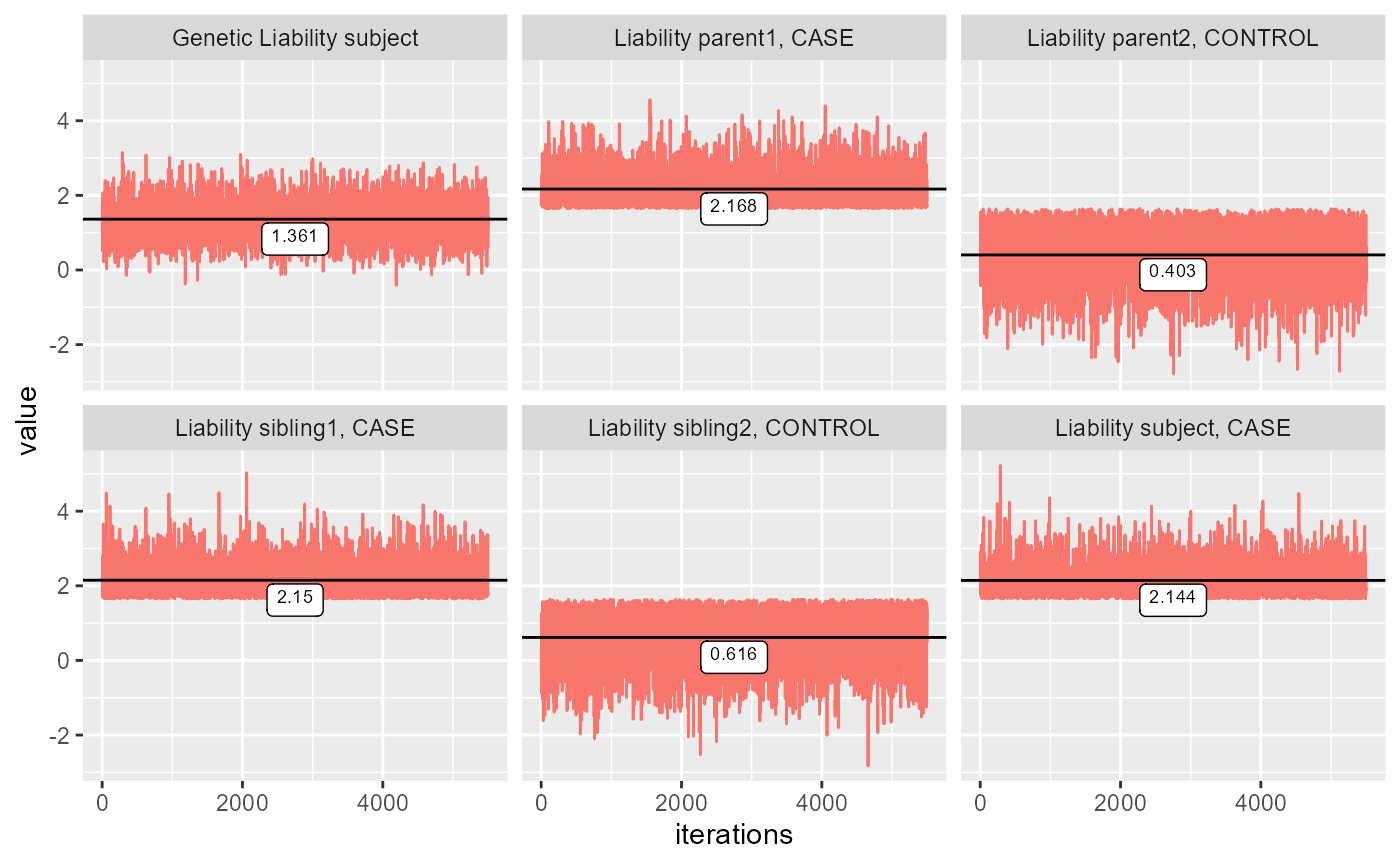 Genetic Liability subject
Liability parent1, CASE
Liability parent2, CONTROL
4
2
0
-2
1.361
2.168
0.403
value
Liability sibling1, CASE
Liability sibling2, CONTROL
Liability subject, CASE
4
2
0
-2
2.15
0.616
2.144
0 2000 4000
0 2000 4000
0 2000 4000
iterations